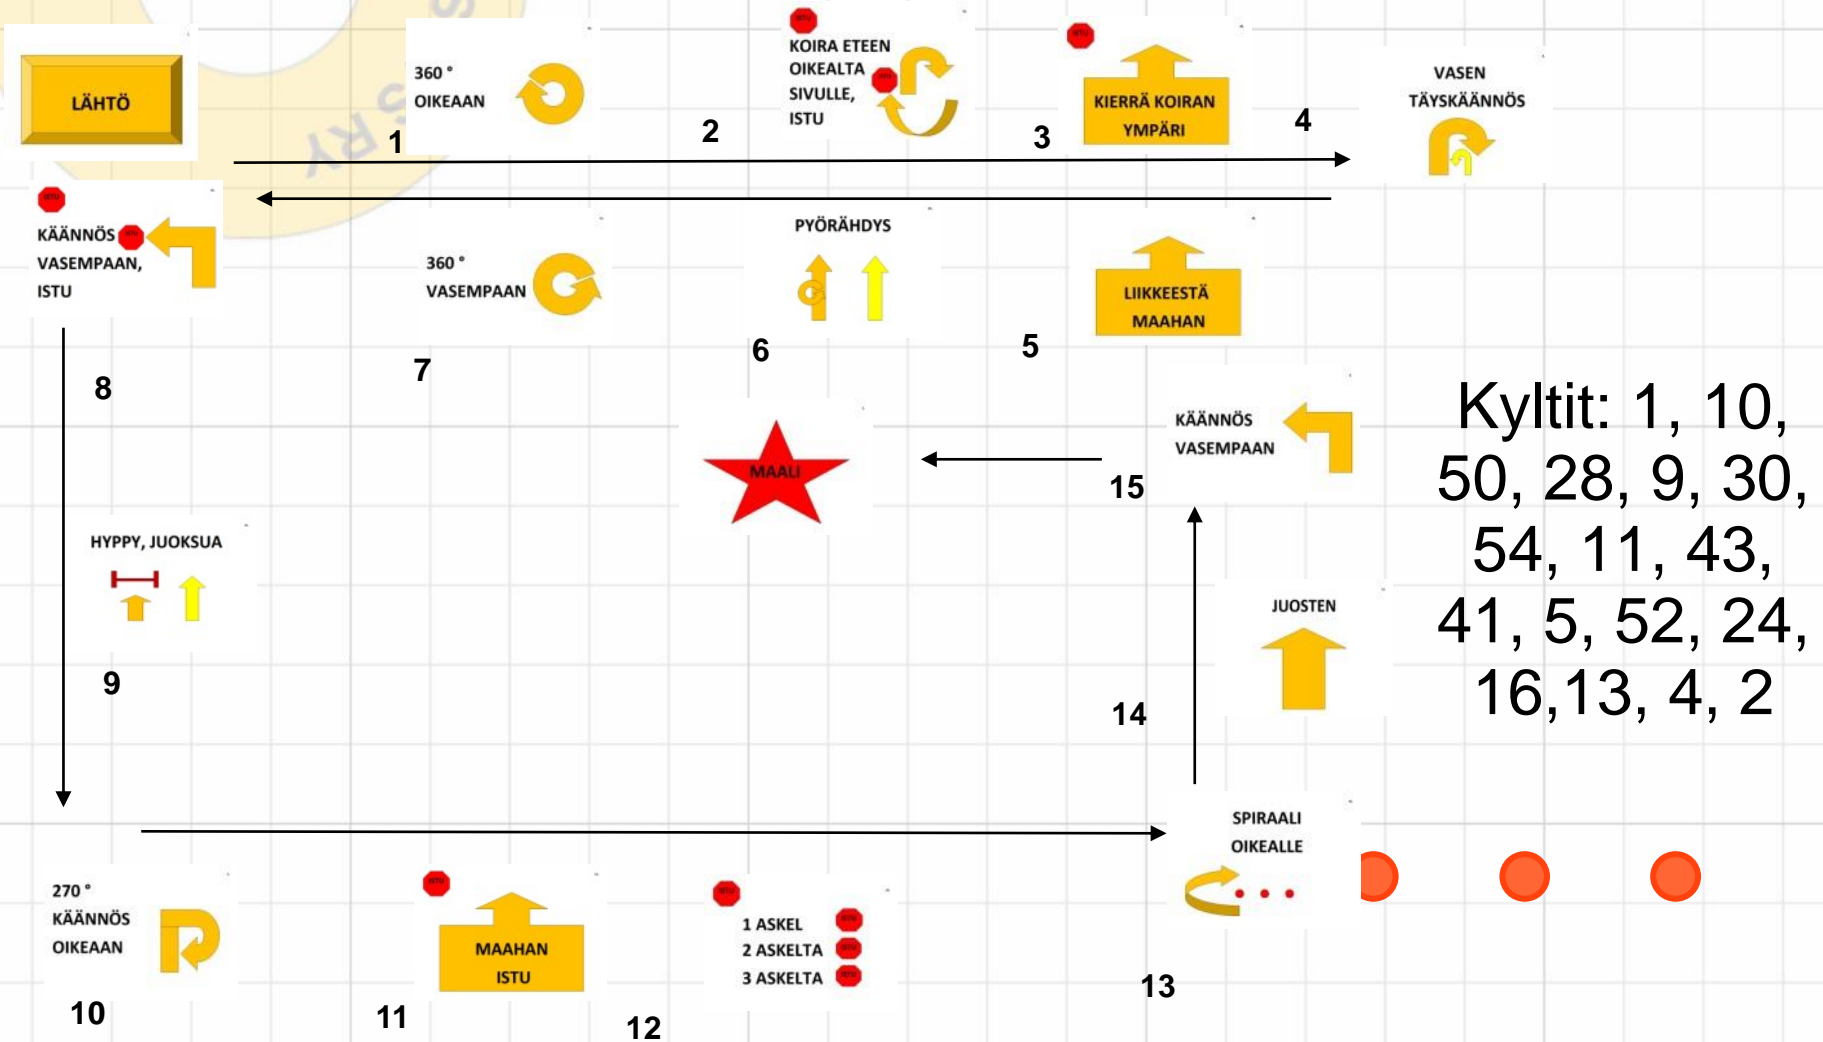 LÄHTÖ
S RY
360 °
OIKEAAN
1
KOIRA ETEEN
OIKEALTA
SIVULLE,
ISTU
2
KIERRÄ KOIRAN
YMPÄRI
3
VASEN
TÄYSKÄÄNNÖS
4
LIIKKEESTÄ
MAAHAN
5
PYÖRÄHDYS
6
360 °
VASEMPAAN
7
ISTU
KÄÄNNÖS
VASEMPAAN,
ISTU
8
HYPPY, JUOKSUA
9
270 °
KÄÄNNÖS
OIKEAAN
10
ISTU
MAAHAN
ISTU
11
1 ASKEL
2 ASKELTA
3 ASKELTA
12
SPIRAALI
OIKEALLE
13
JUOSTEN
14
KÄÄNNÖS
VASEMPAAN
15
MAALI
Kyltit: 1, 10,
50, 28, 9, 30,
54, 11, 43,
41, 5, 52, 24,
16,13, 4, 2